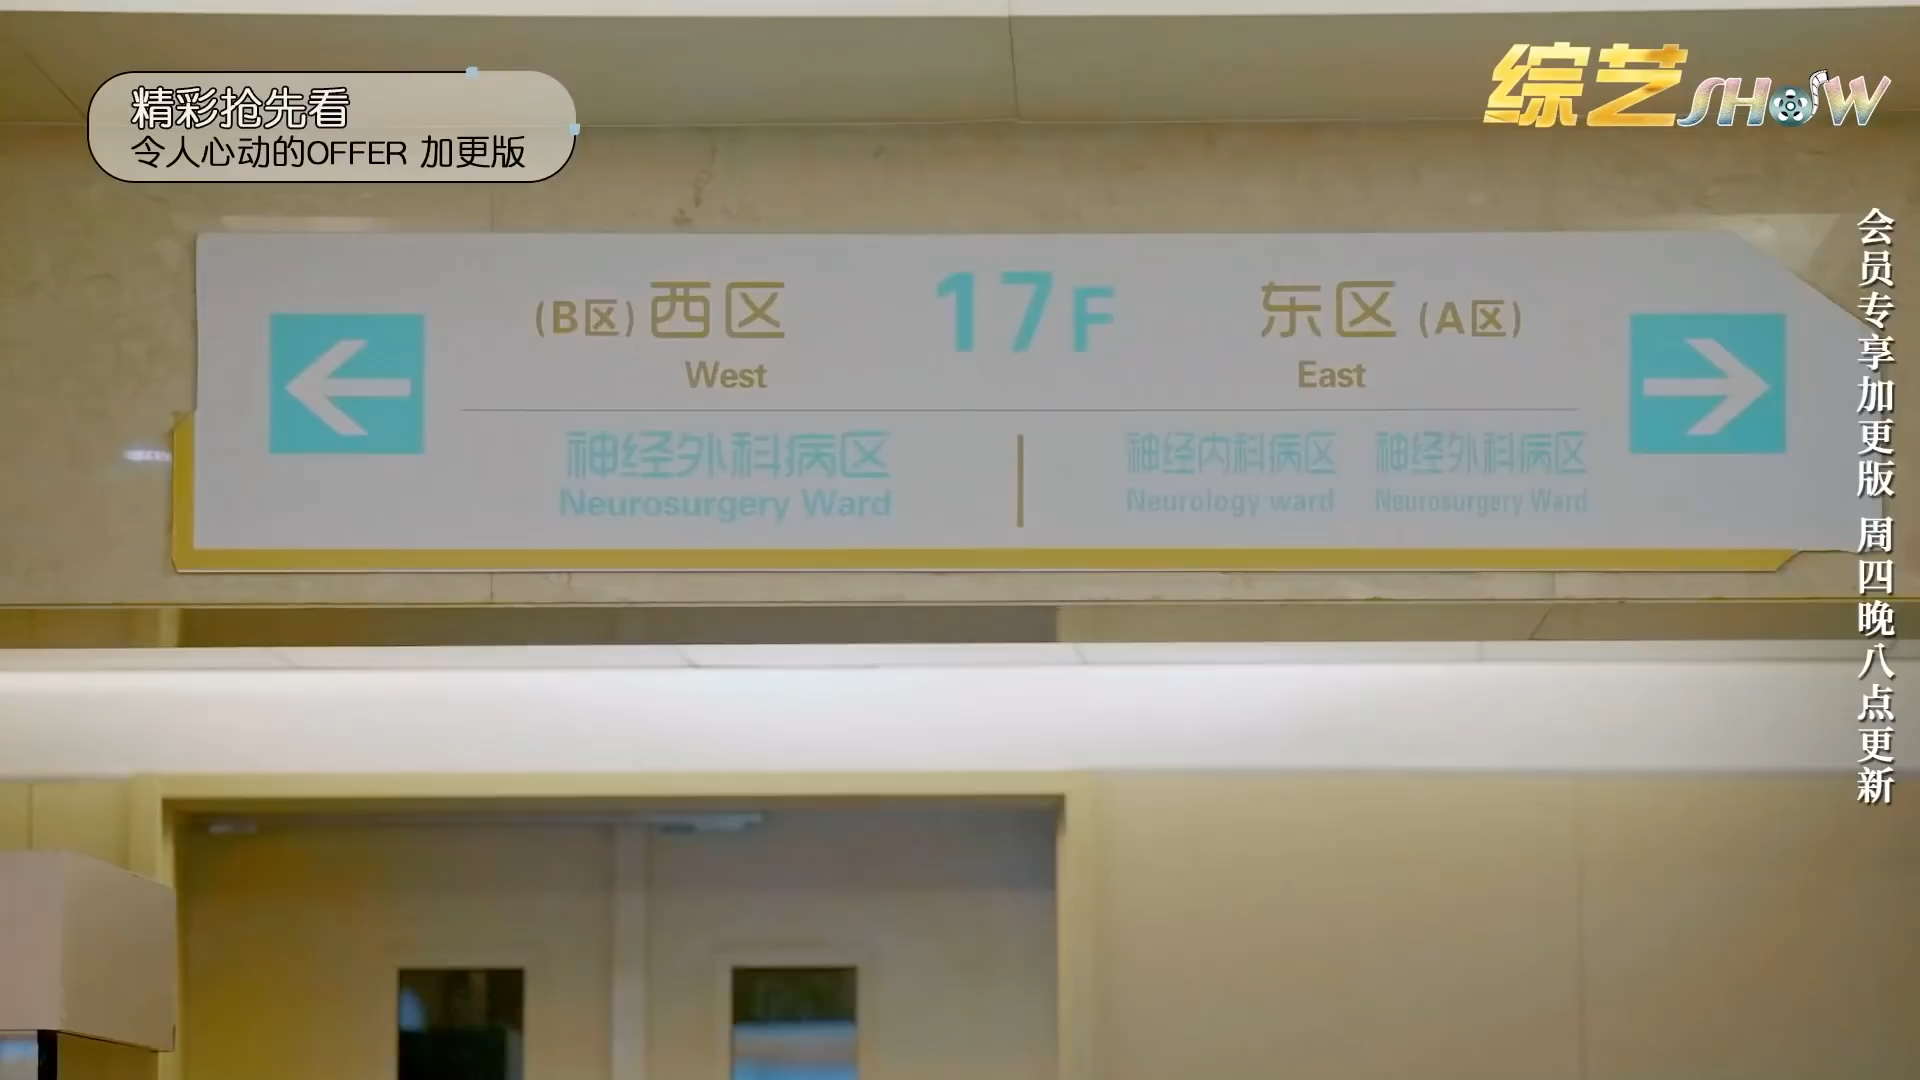 精彩抢先看
令人心动的OFFER 加更版
综艺SHOW
(B区) 西区
West
17F
东区 (A区)
East
神经外科病区
Neurosurgery Ward
神经内科病区
Neurology ward
神经外科病区
Neurosurgery Ward
会员专享加更版 周四晚八点更新